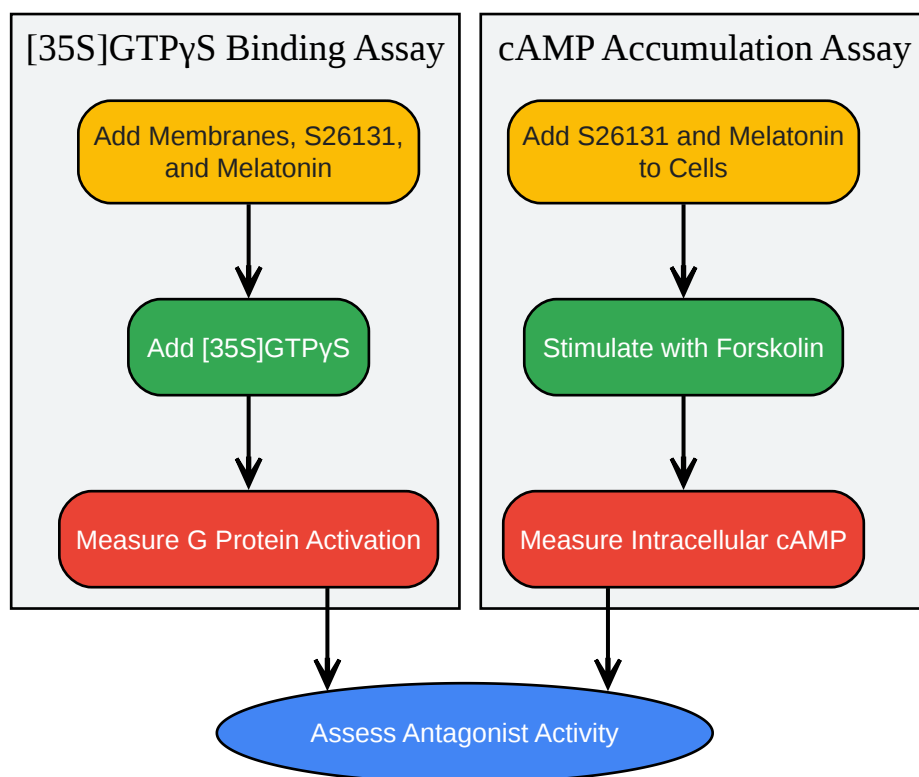 [35S]GTPγS Binding Assay
Add Membranes, S26131,
and Melatonin
Add [35S]GTPγS
Measure G Protein Activation
cAMP Accumulation Assay
Add S26131 and Melatonin
to Cells
Stimulate with Forskolin
Measure Intracellular cAMP
Assess Antagonist Activity